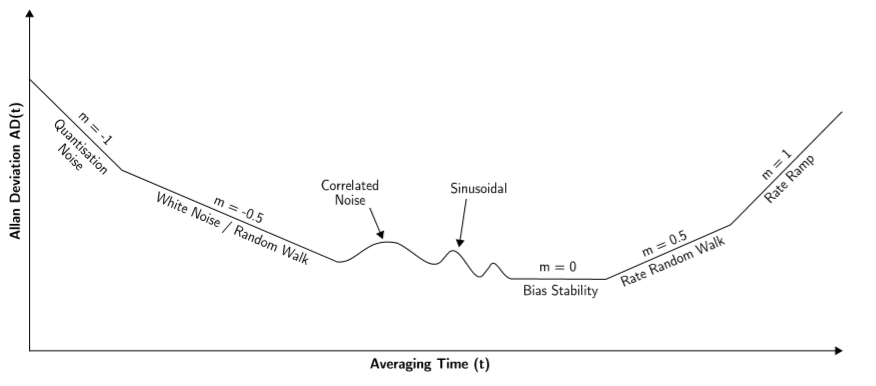 Allan Deviation AD(t)
m = -1
Quantisation
Noise
m = -0.5
White Noise / Random Walk
Correlated
Noise
Sinusoidal
m = 0
Bias Stability
m = 0.5
Rate Random Walk
m = 1
Rate Ramp
Averaging Time (t)